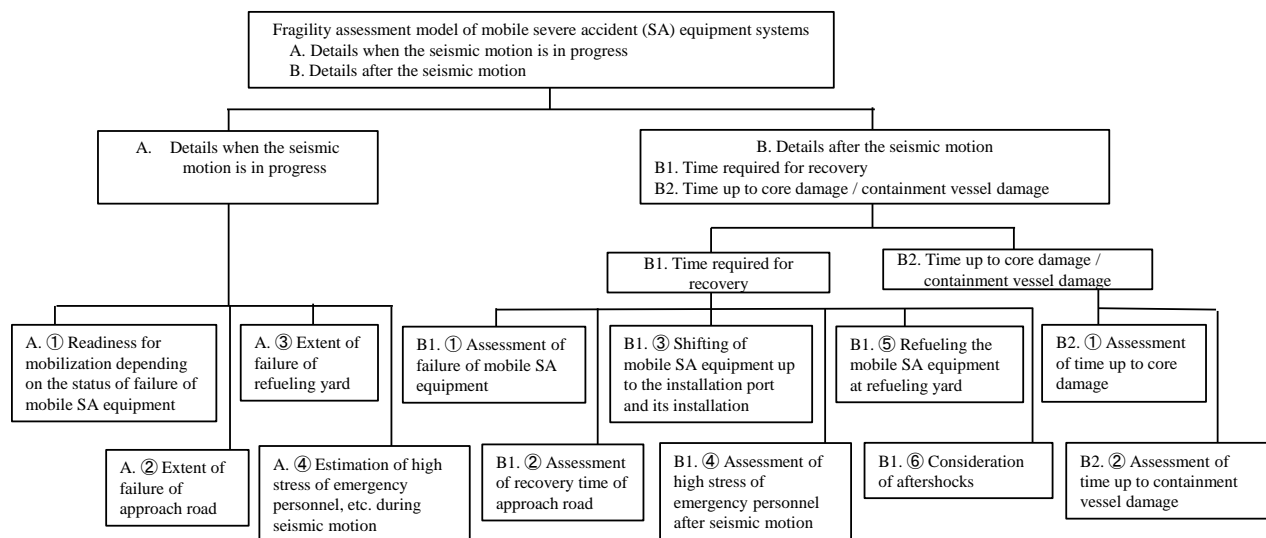 Fragility assessment model of mobile severe accident (SA) equipment systems
A. Details when the seismic motion is in progress
B. Details after the seismic motion
A. Details when the seismic
motion is in progress
B. Details after the seismic motion
B1. Time required for recovery
B2. Time up to core damage / containment vessel damage
B1. Time required for
recovery
B2. Time up to core damage /
containment vessel damage
A. ① Readiness for
mobilization depending
on the status of failure of
mobile SA equipment
A. ③ Extent of
failure of
refueling yard
B1. ① Assessment of
failure of mobile SA
equipment
B1. ③ Shifting of
mobile SA equipment up
to the installation port
and its installation
B1. ⑤ Refueling the
mobile SA equipment
at refueling yard
B2. ① Assessment
of time up to core
damage
A. ② Extent of
failure of
approach road
A. ④ Estimation of high
stress of emergency
personnel, etc. during
seismic motion
B1. ② Assessment
of recovery time of
approach road
B1. ④ Assessment of
high stress of
emergency personnel
after seismic motion
B1. ⑥ Consideration
of aftershocks
B2. ② Assessment of
time up to containment
vessel damage